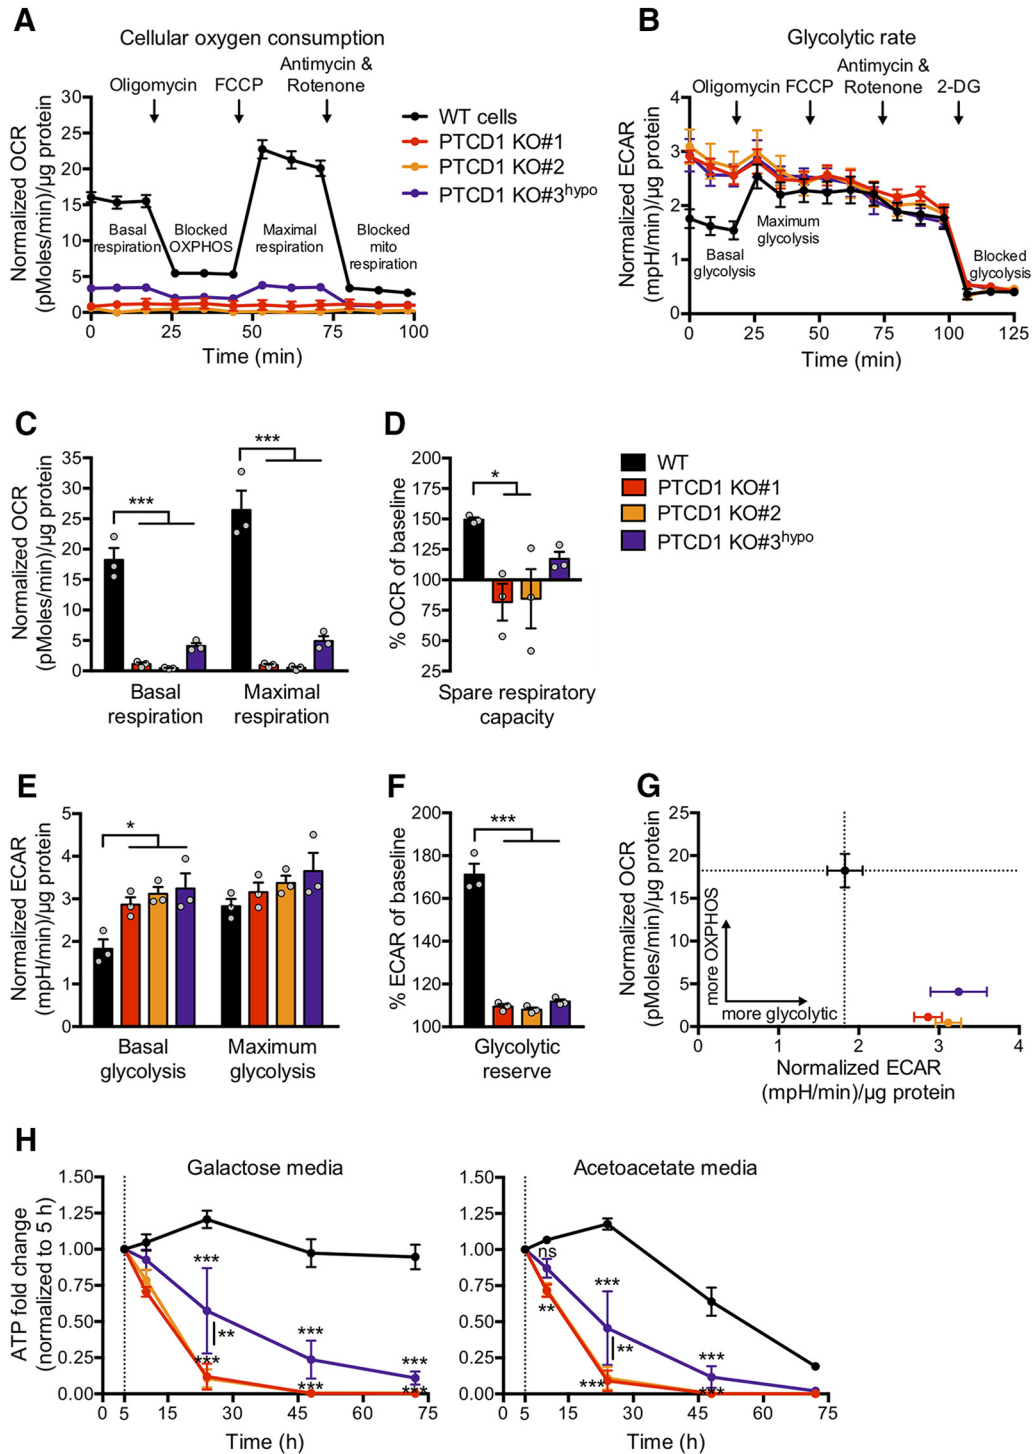 A
Cellular oxygen consumption
Oligomycin
FCCP
Antimycin &
Rotenone
Normalized OCR
(pMoles/min)/µg protein
30
25
20
15
10
5
0
Basal
respiration
Blocked
OXPHOS
Maximal
respiration
Blocked
mito
respiration
0 25 50 75 100
Time (min)
WT cells
PTCD1 KO#1
PTCD1 KO#2
PTCD1 KO#3hypo
B
Glycolytic rate
Oligomycin FCCP
Antimycin &
Rotenone
2-DG
Normalized ECAR
(mpH/min)/µg protein
4
3
2
1
0
Basal
glycolysis
Maximum
glycolysis
Blocked
glycolysis
0 25 50 75 100 125
Time (min)
C
Normalized OCR
(pMoles/min)/µg protein
35
30
25
20
15
10
5
0
***
***
Basal
respiration
Maximal
respiration
D
% OCR of baseline
200
175
150
125
100
75
50
25
*
Spare respiratory
capacity
WT
PTCD1 KO#1
PTCD1 KO#2
PTCD1 KO#3hypo
E
Normalized ECAR
(mpH/min)/µg protein
5
4
3
2
1
0
*
Basal
glycolysis
Maximum
glycolysis
F
% ECAR of baseline
200
180
160
140
120
100
***
Glycolytic
reserve
G
Normalized OCR
(pMoles/min)/µg protein
25
20
15
10
5
0
more OXPHOS
more glycolytic
0 1 2 3 4
Normalized ECAR
(mpH/min)/µg protein
H
Galactose media
ATP fold change
(normalized to 5 h)
1.50
1.25
1.00
0.75
0.50
0.25
0.00
***
**
***
***
***
***
***
0 5 15 30 45 60 75
Time (h)
Acetoacetate media
1.50
1.25
1.00
0.75
0.50
0.25
0.00
ns
**
***
**
***
***
***
0 5 15 30 45 60 75
Time (h)